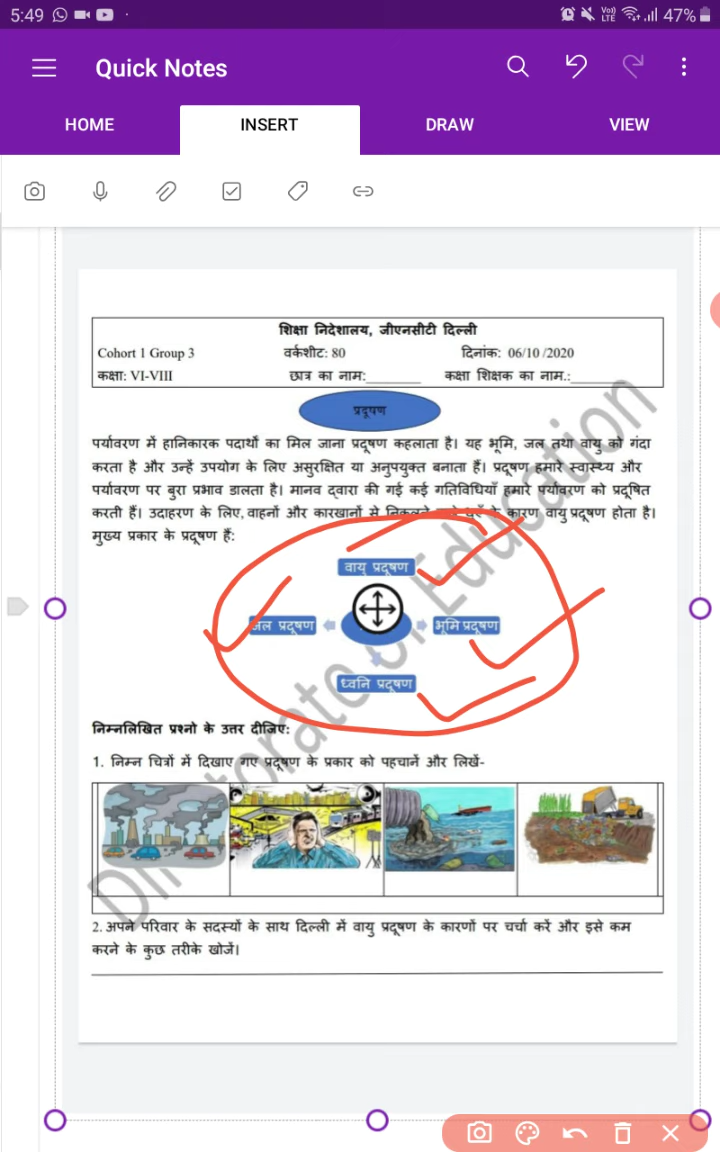 5:49
Vo)) LTE
47%
Quick Notes
HOME INSERT DRAW VIEW
शिक्षा निदेशालय, जीएनसीटी दिल्ली
Cohort 1 Group 3 वर्कशीट: 80 दिनांक: 06/10 /2020
कक्षा: VI-VIII छात्र का नाम:________ कक्षा शिक्षक का नाम.:____________
प्रदूषण
पर्यावरण में हानिकारक पदार्थों का मिल जाना प्रदूषण कहलाता है। यह भूमि, जल तथा वायु को गंदा
करता है और उन्हें उपयोग के लिए असुरक्षित या अनुपयुक्त बनाता हैं। प्रदूषण हमारे स्वास्थ्य और
पर्यावरण पर बुरा प्रभाव डालता है। मानव द्वारा की गई कई गतिविधियाँ हमारे पर्यावरण को प्रदूषित
करती हैं। उदाहरण के लिए, वाहनों और कारखानों से के कारण वायु प्रदूषण होता है।
मुख्य प्रकार के प्रदूषण हैं:
वायु प्रदूषण
जल प्रदूषण भूमि प्रदूषण
ध्वनि प्रदूषण
निम्नलिखित प्रश्नो के उत्तर दीजिए:
1. निम्न चित्रों में दिखाए गए प्रदूषण के प्रकार को पहचानें और लिखें-
2. अपने परिवार के सदस्यों के साथ दिल्ली में वायु प्रदूषण के कारणों पर चर्चा करें और इसे कम
करने के कुछ तरीके खोजें।
Directorate of Education